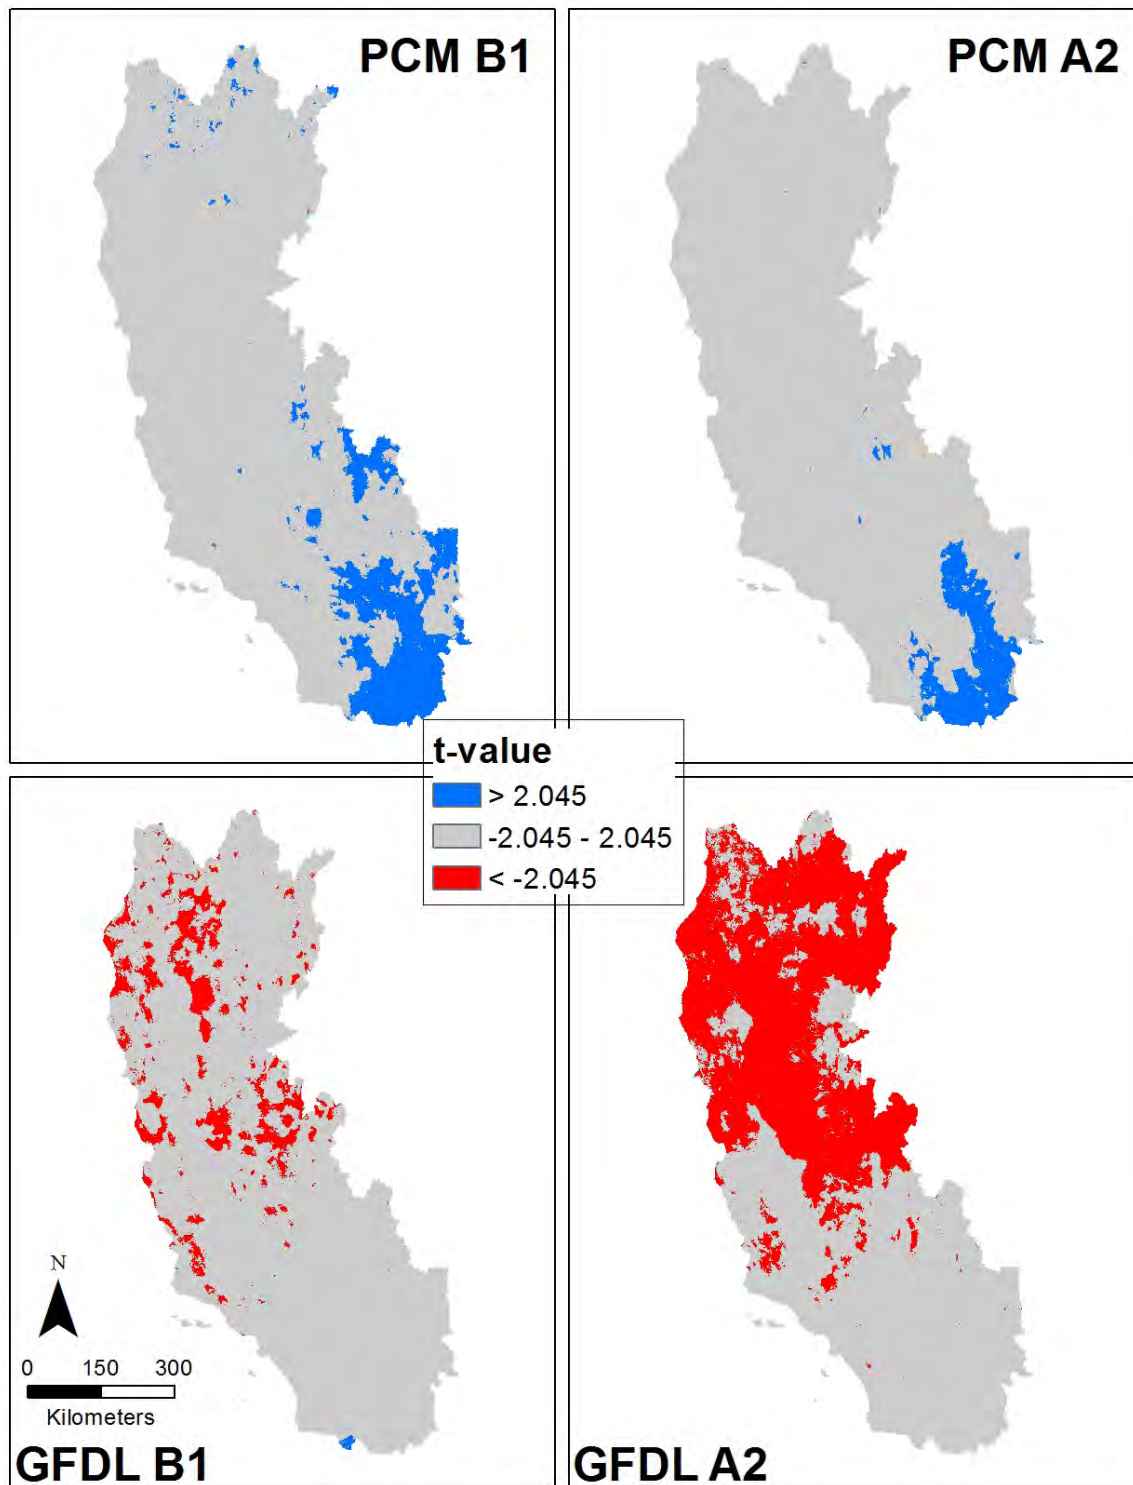 PCM B1
PCM A2
t-value
> 2.045
-2.045 - 2.045
< -2.045
N
0 150 300
Kilometers
GFDL B1
GFDL A2